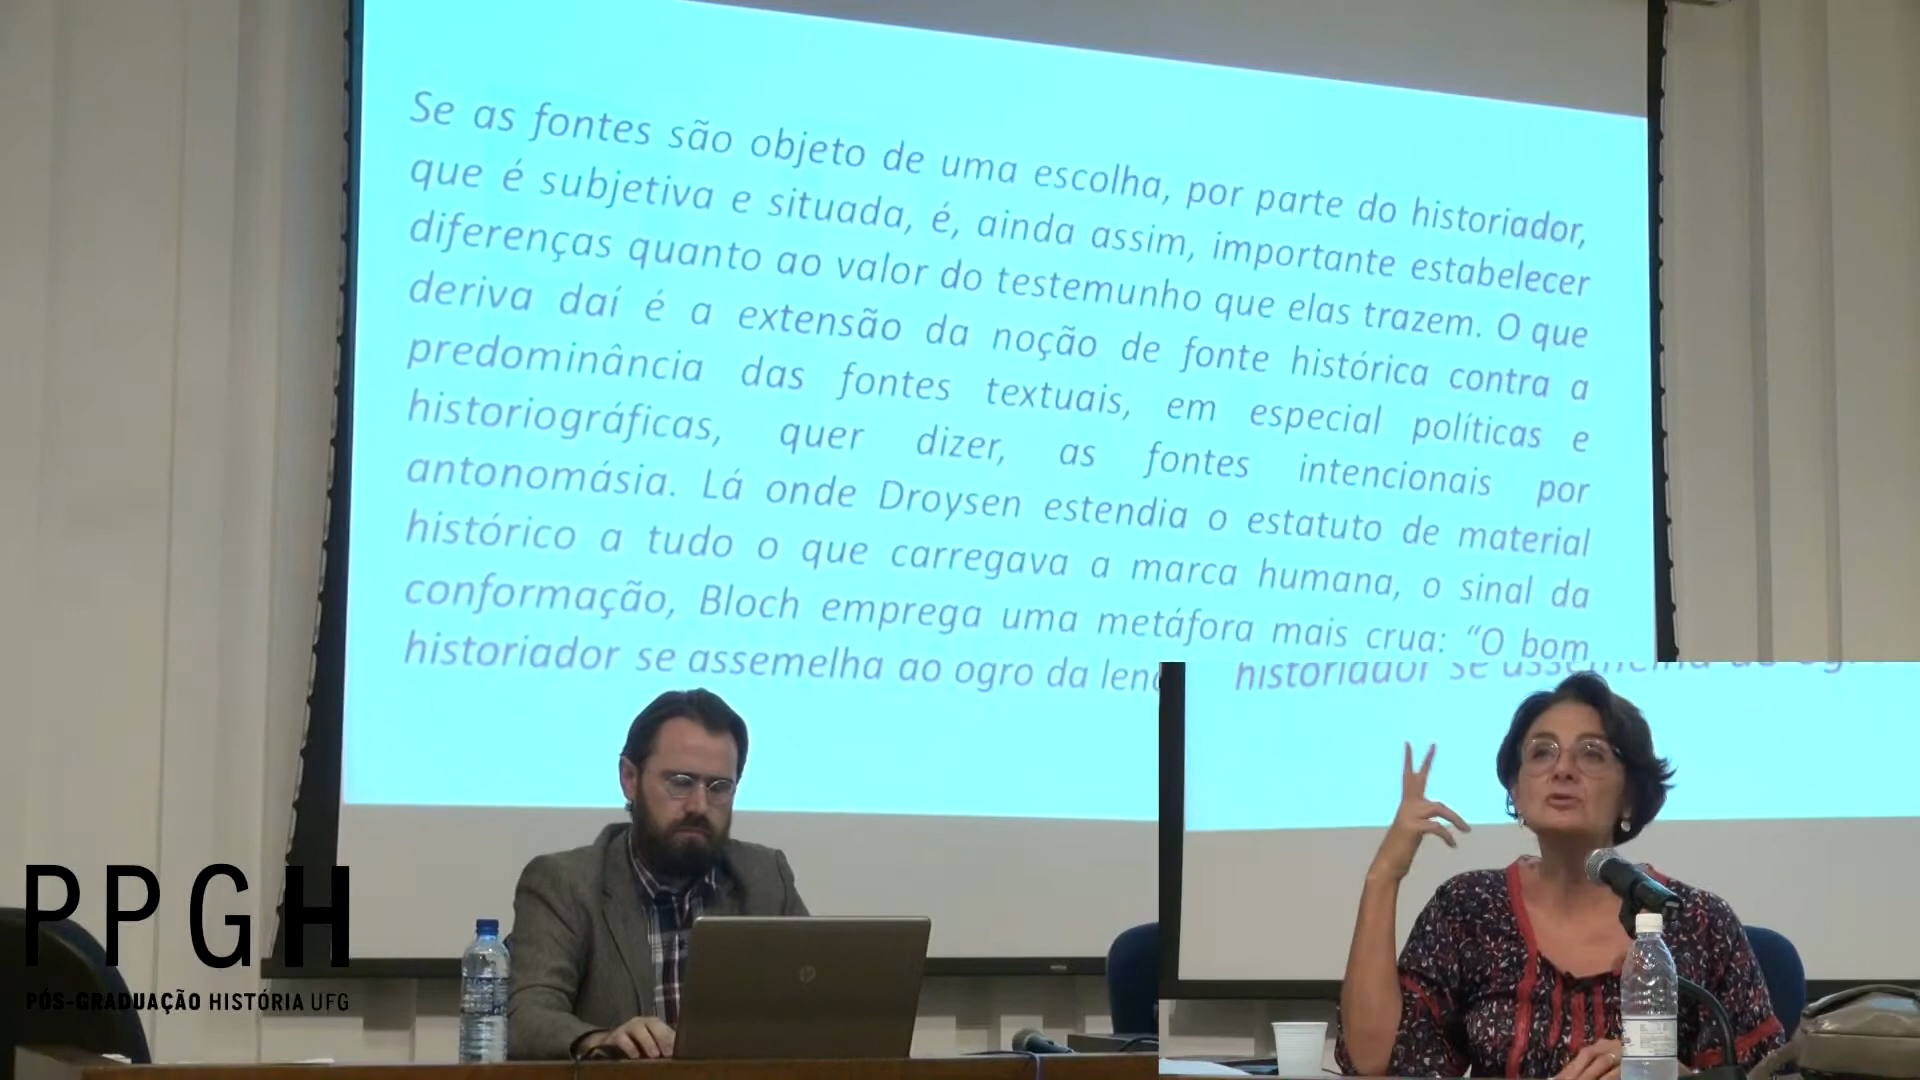 Se as fontes são objeto de uma escolha, por parte do historiador,
que é subjetiva e situada, é, ainda assim, importante estabelecer
diferenças quanto ao valor do testemunho que elas trazem. O que
deriva daí é a extensão da noção de fonte histórica contra a
predominância das fontes textuais, em especial políticas e
historiográficas, quer dizer, as fontes intencionais por
antonomásia. Lá onde Droysen estendia o estatuto de material
histórico a tudo o que carregava a marca humana, o sinal da
conformação, Bloch emprega uma metáfora mais crua: “O bom
historiador se assemelha ao ogro da
historiador se
PPGH
PÓS-GRADUAÇÃO HISTÓRIA UFG
hp